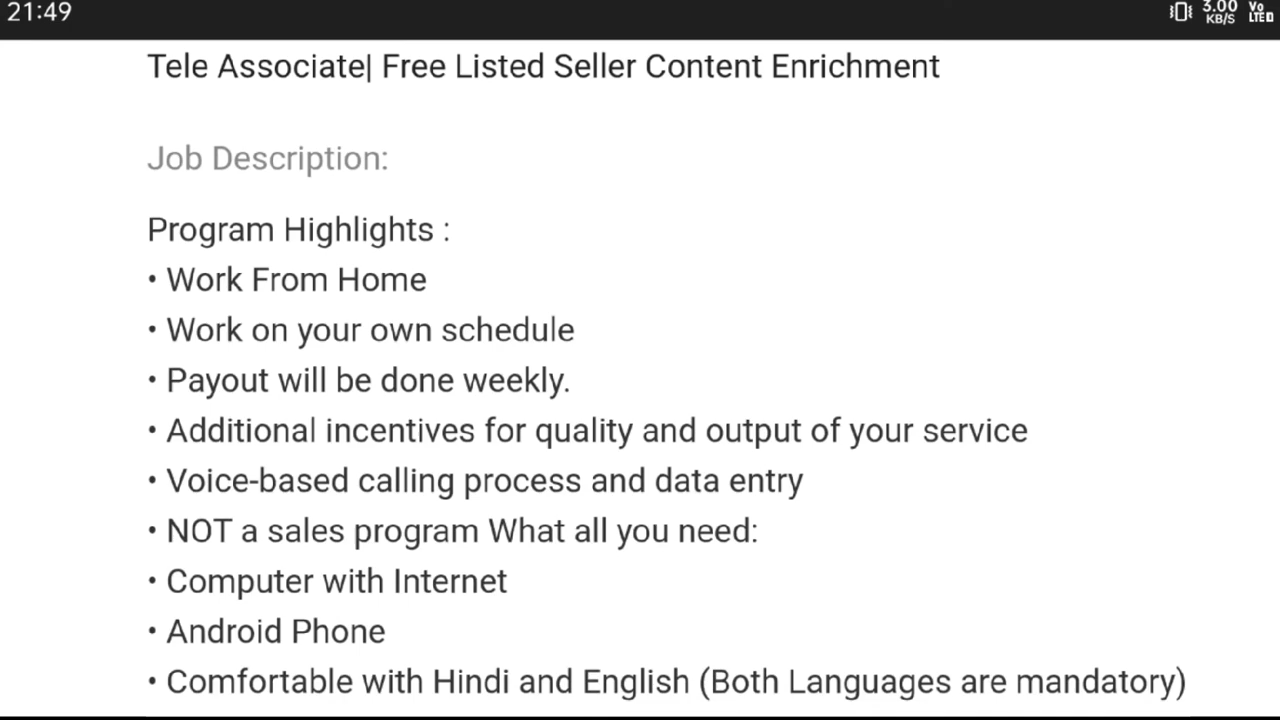 21:49
3.00
KB/S
Vo
LTE
Tele Associate| Free Listed Seller Content Enrichment
Job Description:
Program Highlights :
• Work From Home
• Work on your own schedule
• Payout will be done weekly.
• Additional incentives for quality and output of your service
• Voice-based calling process and data entry
• NOT a sales program What all you need:
• Computer with Internet
• Android Phone
• Comfortable with Hindi and English (Both Languages are mandatory)